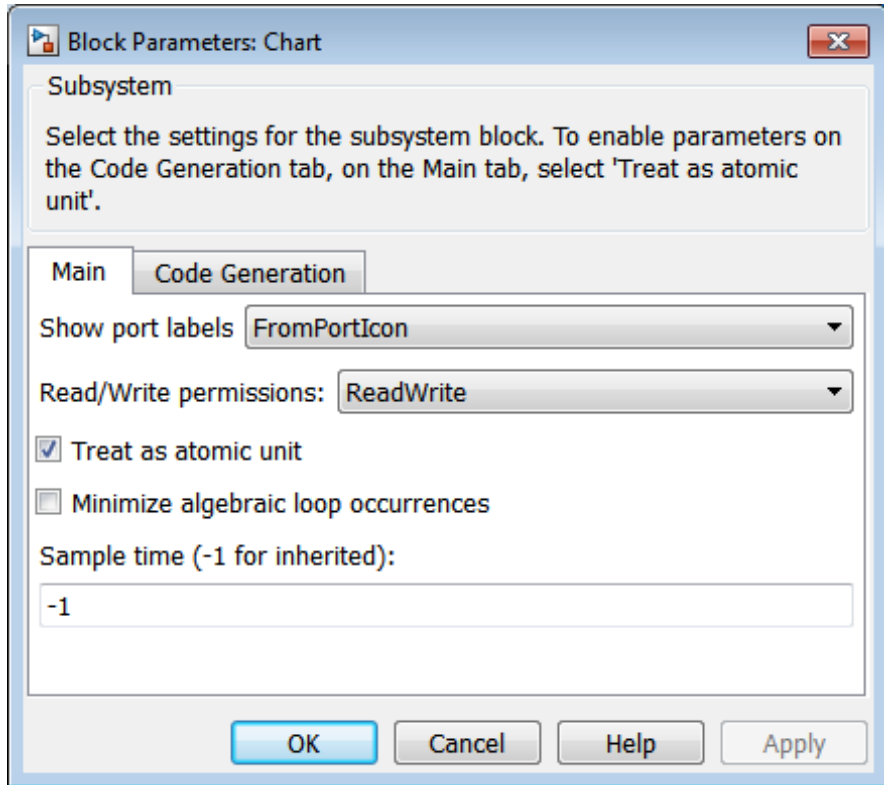 Block Parameters: Chart
Subsystem
Select the settings for the subsystem block. To enable parameters on
the Code Generation tab, on the Main tab, select 'Treat as atomic
unit'.
Main Code Generation
Show port labels FromPortIcon
Read/Write permissions: ReadWrite
Treat as atomic unit
Minimize algebraic loop occurrences
Sample time (-1 for inherited):
-1
OK Cancel Help Apply